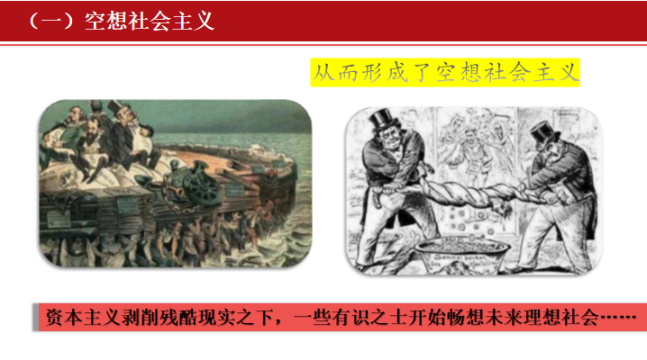 （一）空想社会主义
从而形成了空想社会主义
资本主义剥削残酷现实之下，一些有识之士开始畅想未来理想社会……